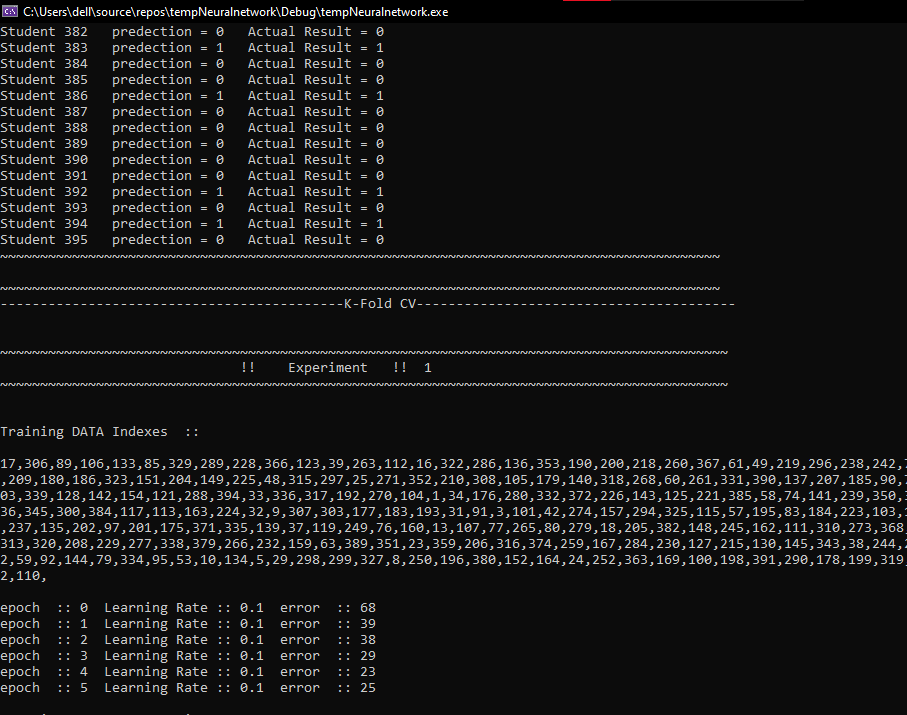 C:\Users\dell\source\repos\tempNeuralnetwork\Debug\tempNeuralnetwork.exe
Student 382   predection = 0   Actual Result = 0
Student 383   predection = 1   Actual Result = 1
Student 384   predection = 0   Actual Result = 0
Student 385   predection = 0   Actual Result = 0
Student 386   predection = 1   Actual Result = 1
Student 387   predection = 0   Actual Result = 0
Student 388   predection = 0   Actual Result = 0
Student 389   predection = 0   Actual Result = 0
Student 390   predection = 0   Actual Result = 0
Student 391   predection = 0   Actual Result = 0
Student 392   predection = 1   Actual Result = 1
Student 393   predection = 0   Actual Result = 0
Student 394   predection = 1   Actual Result = 1
Student 395   predection = 0   Actual Result = 0
~~~~~~~~~~~~~~~~~~~~~~~~~~~~~~~~~~~~~~~~~~~~~~~~~~~~~~~~~~~~~~~~~~~~~~~~~~~~~~~~~~~~~~~~~~
~~~~~~~~~~~~~~~~~~~~~~~~~~~~~~~~~~~~~~~~~~~~~~~~~~~~~~~~~~~~~~~~~~~~~~~~~~~~~~~~~~~~~~~~~~
-------------------------------------------K-Fold CV----------------------------------------
~~~~~~~~~~~~~~~~~~~~~~~~~~~~~~~~~~~~~~~~~~~~~~~~~~~~~~~~~~~~~~~~~~~~~~~~~~~~~~~~~~~~~~~~~~~
!!    Experiment   !!  1
~~~~~~~~~~~~~~~~~~~~~~~~~~~~~~~~~~~~~~~~~~~~~~~~~~~~~~~~~~~~~~~~~~~~~~~~~~~~~~~~~~~~~~~~~~~
Training DATA Indexes  ::
17,306,89,106,133,85,329,289,228,366,123,39,263,112,16,322,286,136,353,190,200,218,260,367,61,49,219,296,238,242,
,209,180,186,323,151,204,149,225,48,315,297,25,271,352,210,308,105,179,140,318,268,60,261,331,390,137,207,185,90,
03,339,128,142,154,121,288,394,33,336,317,192,270,104,1,34,176,280,332,372,226,143,125,221,385,58,74,141,239,350,
36,345,300,384,117,113,163,224,32,9,307,303,177,183,193,31,91,3,101,42,274,157,294,325,115,57,195,83,184,223,103,
,237,135,202,97,201,175,371,335,139,37,119,249,76,160,13,107,77,265,80,279,18,205,382,148,245,162,111,310,273,368,
313,320,208,229,277,338,379,266,232,159,63,389,351,23,359,206,316,374,259,167,284,230,127,215,130,145,343,38,244,
2,59,92,144,79,334,95,53,10,134,5,29,298,299,327,8,250,196,380,152,164,24,252,363,169,100,198,391,290,178,199,319,
2,110,
epoch  :: 0  Learning Rate :: 0.1  error  :: 68
epoch  :: 1  Learning Rate :: 0.1  error  :: 39
epoch  :: 2  Learning Rate :: 0.1  error  :: 38
epoch  :: 3  Learning Rate :: 0.1  error  :: 29
epoch  :: 4  Learning Rate :: 0.1  error  :: 23
epoch  :: 5  Learning Rate :: 0.1  error  :: 25